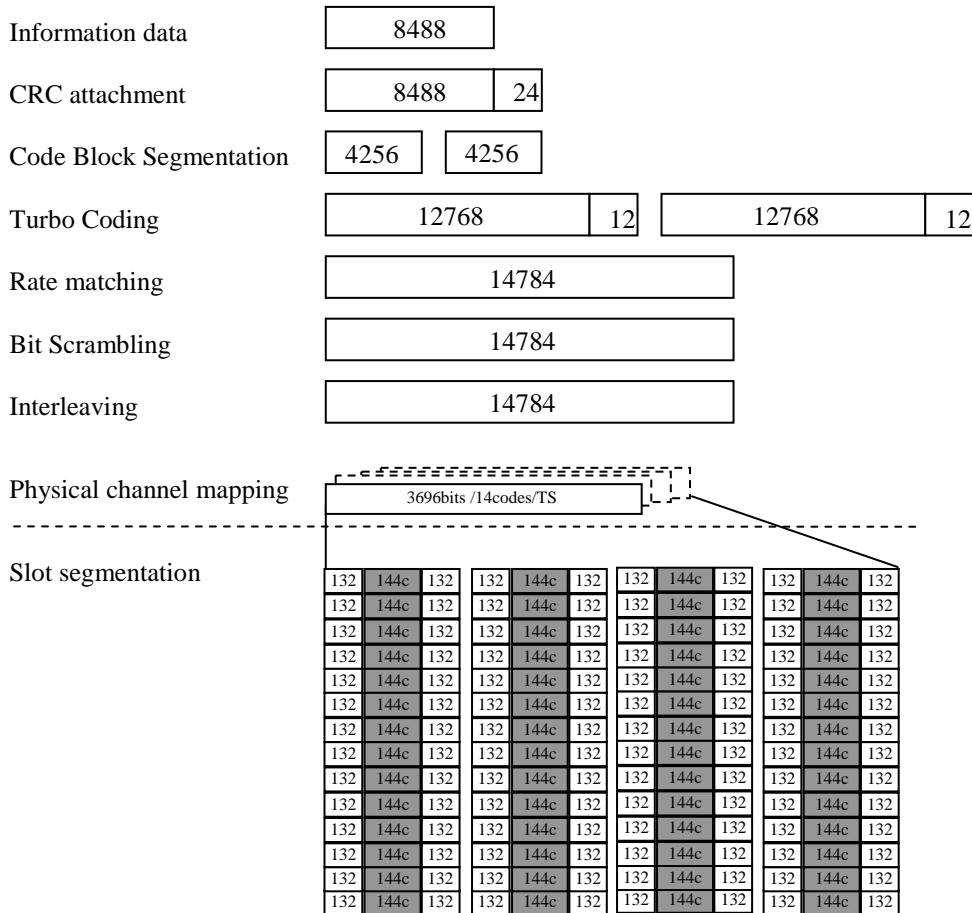 Information data 8488
CRC attachment 8488 24
Code Block Segmentation 4256 4256
Turbo Coding 12768 12 12768 12
Rate matching 14784
Bit Scrambling 14784
Interleaving 14784
Physical channel mapping 3696bits /14codes/TS
Slot segmentation
132 144c 132 132 144c 132 132 144c 132 132 144c 132
132 144c 132 132 144c 132 132 144c 132 132 144c 132
132 144c 132 132 144c 132 132 144c 132 132 144c 132
132 144c 132 132 144c 132 132 144c 132 132 144c 132
132 144c 132 132 144c 132 132 144c 132 132 144c 132
132 144c 132 132 144c 132 132 144c 132 132 144c 132
132 144c 132 132 144c 132 132 144c 132 132 144c 132
132 144c 132 132 144c 132 132 144c 132 132 144c 132
132 144c 132 132 144c 132 132 144c 132 132 144c 132
132 144c 132 132 144c 132 132 144c 132 132 144c 132
132 144c 132 132 144c 132 132 144c 132 132 144c 132
132 144c 132 132 144c 132 132 144c 132 132 144c 132
132 144c 132 132 144c 132 132 144c 132 132 144c 132
132 144c 132 132 144c 132 132 144c 132 132 144c 132